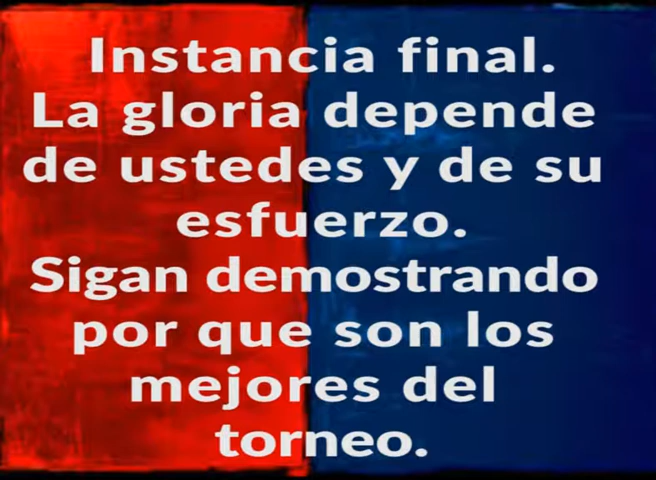 Instancia final.
La gloria depende
de ustedes y de su
esfuerzo.
Sigan demostrando
por que son los
mejores del
torneo.